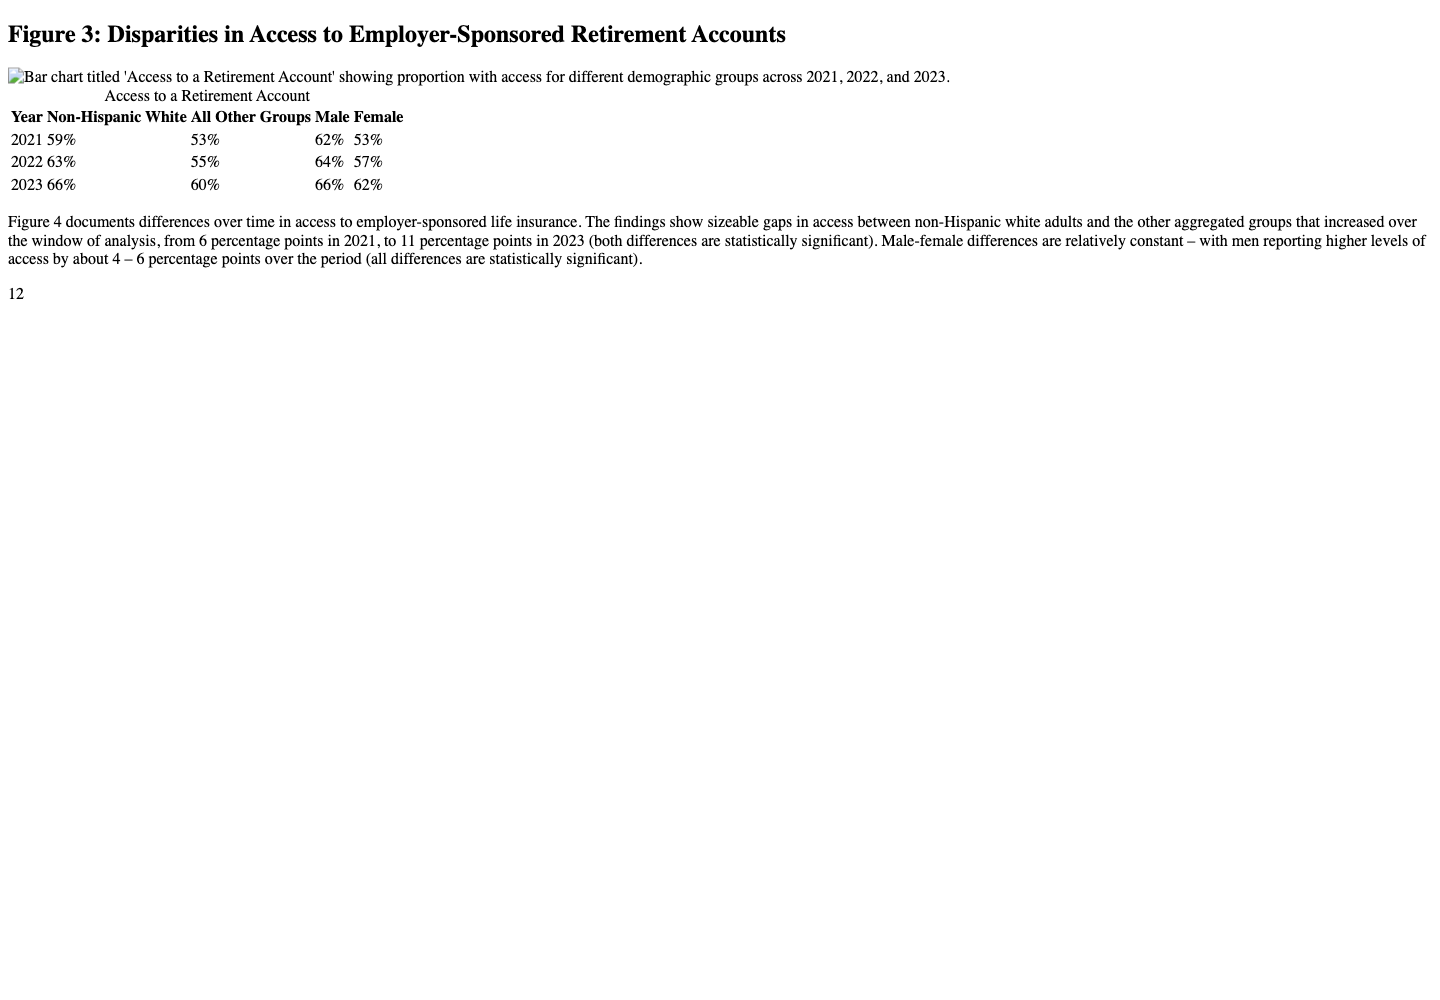 Figure 3: Disparities in Access to Employer-Sponsored Retirement Accounts
Bar chart titled 'Access to a Retirement Account' showing proportion with access for different demographic groups across 2021, 2022, and 2023.
Access to a Retirement Account
Year Non-Hispanic White All Other Groups Male Female
2021 59% 53% 62% 53%
2022 63% 55% 64% 57%
2023 66% 60% 66% 62%
Figure 4 documents differences over time in access to employer-sponsored life insurance. The findings show sizeable gaps in access between non-Hispanic white adults and the other aggregated groups that increased over
the window of analysis, from 6 percentage points in 2021, to 11 percentage points in 2023 (both differences are statistically significant). Male-female differences are relatively constant – with men reporting higher levels of
access by about 4 – 6 percentage points over the period (all differences are statistically significant).
12